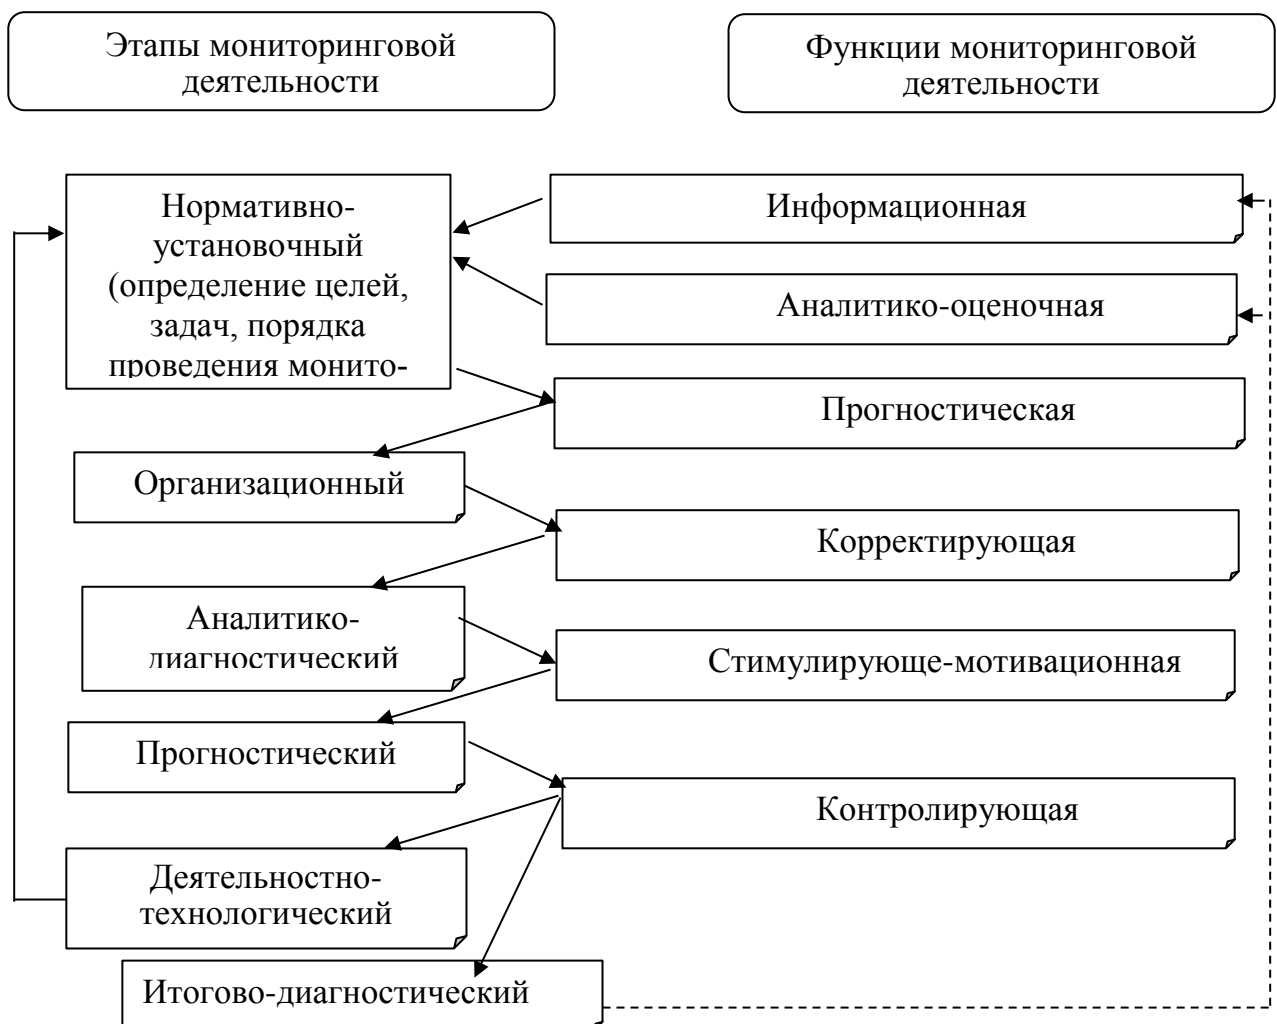 Этапы мониторинговой
деятельности
Функции мониторинговой
деятельности
Нормативно-
установочный
(определение целей,
задач, порядка
проведения монито-
Информационная
Аналитико-оценочная
Прогностическая
Организационный
Корректирующая
Аналитико-
диагностический
Стимулирующе-мотивационная
Прогностический
Контролирующая
Деятельностно-
технологический
Итогово-диагностический